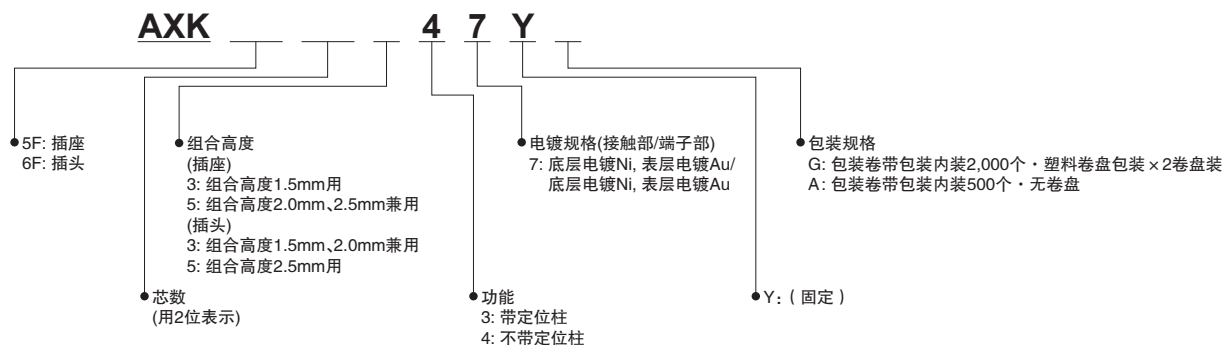 AXK 4 7 Y
5F: 插座
6F: 插头
组合高度
(插座)
3: 组合高度1.5mm用
5: 组合高度2.0mm、2.5mm兼用
(插头)
3: 组合高度1.5mm、2.0mm兼用
5: 组合高度2.5mm用
电镀规格(接触部/端子部)
7: 底层电镀Ni, 表层电镀Au/
底层电镀Ni, 表层电镀Au
包装规格
G: 包装卷带包装内装2,000个・塑料卷盘包装×2卷盘装
A: 包装卷带包装内装500个・无卷盘
芯数
(用2位表示)
功能
3: 带定位柱
4: 不带定位柱
Y:（固定）